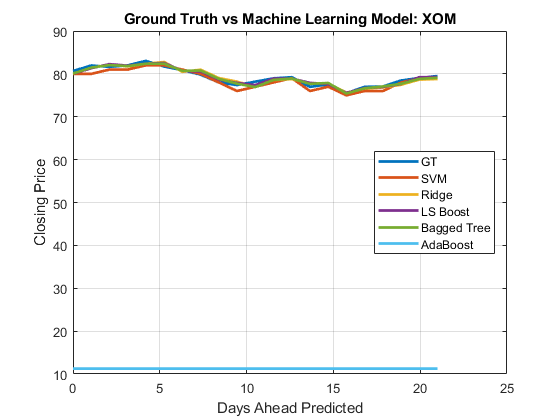 Ground Truth vs Machine Learning Model: XOM
90
80
70
60
50
40
30
20
10
Closing Price
GT
SVM
Ridge
LS Boost
Bagged Tree
AdaBoost
0 5 10 15 20 25
Days Ahead Predicted